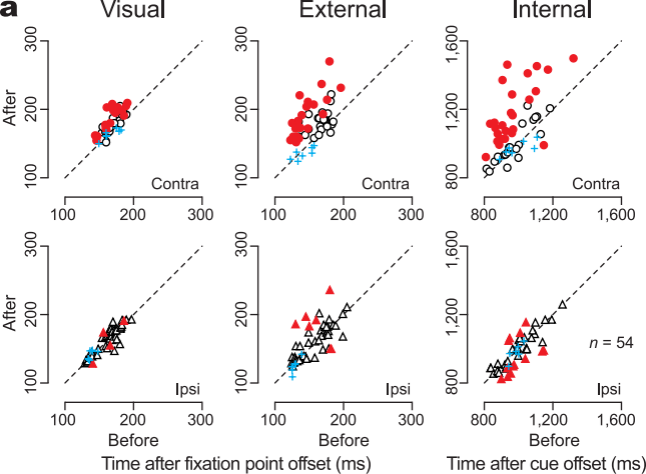 a
Visual External Internal
300 300 1,600
After 200 200 1,200
100 Contra 100 Contra 800 Contra
100 200 300 100 200 300 800 1,200 1,600
300 300 1,600
After 200 200 1,200
n = 54
100 Ipsi 100 Ipsi 800 Ipsi
100 200 300 100 200 300 800 1,200 1,600
Before Before Before
Time after fixation point offset (ms) Time after cue offset (ms)